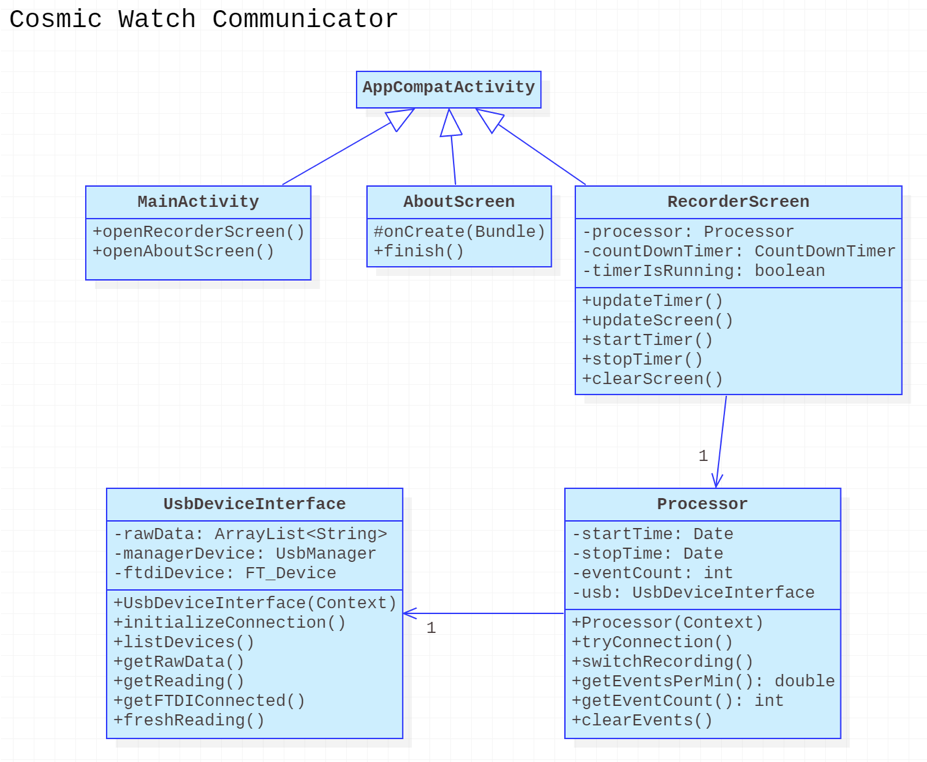 Cosmic Watch Communicator
AppCompatActivity
MainActivity
+openRecorderScreen()
+openAboutScreen()
AboutScreen
#onCreate(Bundle)
+finish()
RecorderScreen
-processor: Processor
-countDownTimer: CountDownTimer
-timerIsRunning: boolean
+updateTimer()
+updateScreen()
+startTimer()
+stopTimer()
+clearScreen()
1
UsbDeviceInterface
-rawData: ArrayList<String>
-managerDevice: UsbManager
-ftdiDevice: FT_Device
+UsbDeviceInterface(Context)
+initializeConnection()
+listDevices()
+getRawData()
+getReading()
+getFTDIConnected()
+freshReading()
1
Processor
-startTime: Date
-stopTime: Date
-eventCount: int
-usb: UsbDeviceInterface
+Processor(Context)
+tryConnection()
+switchRecording()
+getEventsPerMin(): double
+getEventCount(): int
+clearEvents()